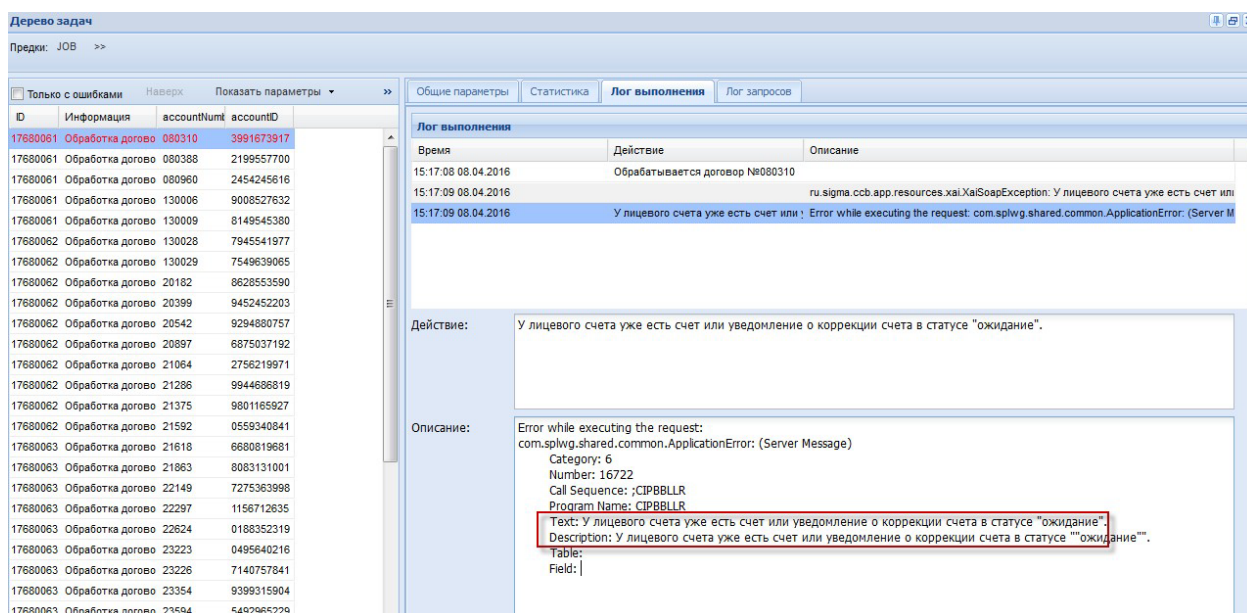 Дерево задач
Предки: JOB >>
Только с ошибками Наверх Показать параметры »
ID Информация accountNumb accountID
17680061 Обработка догово 080310 3991673917
17680061 Обработка догово 080388 2199557700
17680061 Обработка догово 080960 2454245616
17680061 Обработка догово 130006 9008527632
17680061 Обработка догово 130009 8149545380
17680062 Обработка догово 130028 7945541977
17680062 Обработка догово 130029 7549639065
17680062 Обработка догово 20182 8628553590
17680062 Обработка догово 20399 9452452203
17680062 Обработка догово 20542 9294880757
17680062 Обработка догово 20897 6875037192
17680062 Обработка догово 21064 2756219971
17680062 Обработка догово 21286 9944686819
17680062 Обработка догово 21375 9801165927
17680062 Обработка догово 21592 0559340841
17680063 Обработка догово 21618 6680819681
17680063 Обработка догово 21863 8083131001
17680063 Обработка догово 22149 7275363998
17680063 Обработка догово 22297 1156712635
17680063 Обработка догово 22624 0188352319
17680063 Обработка догово 23223 0495640216
17680063 Обработка догово 23226 7140757841
17680063 Обработка догово 23354 9399315904
17680063 Обработка догово 23594 5492965229
Общие параметры Статистика Лог выполнения Лог запросов
Лог выполнения
Время Действие Описание
15:17:08 08.04.2016 Обрабатывается договор №080310
15:17:09 08.04.2016 ru.sigma.ccb.app.resources.xai.XaiSoapException: У лицевого счета уже есть счет или
15:17:09 08.04.2016 У лицевого счета уже есть счет или у Error while executing the request: com.splwg.shared.common.ApplicationError: (Server M
Действие: У лицевого счета уже есть счет или уведомление о коррекции счета в статусе "ожидание".
Описание: Error while executing the request:
com.splwg.shared.common.ApplicationError: (Server Message)
Category: 6
Number: 16722
Call Sequence: ;CIPBBLLR
Program Name: CIPBBLLR
Text: У лицевого счета уже есть счет или уведомление о коррекции счета в статусе "ожидание".
Description: У лицевого счета уже есть счет или уведомление о коррекции счета в статусе ""ожидание"".
Table:
Field: